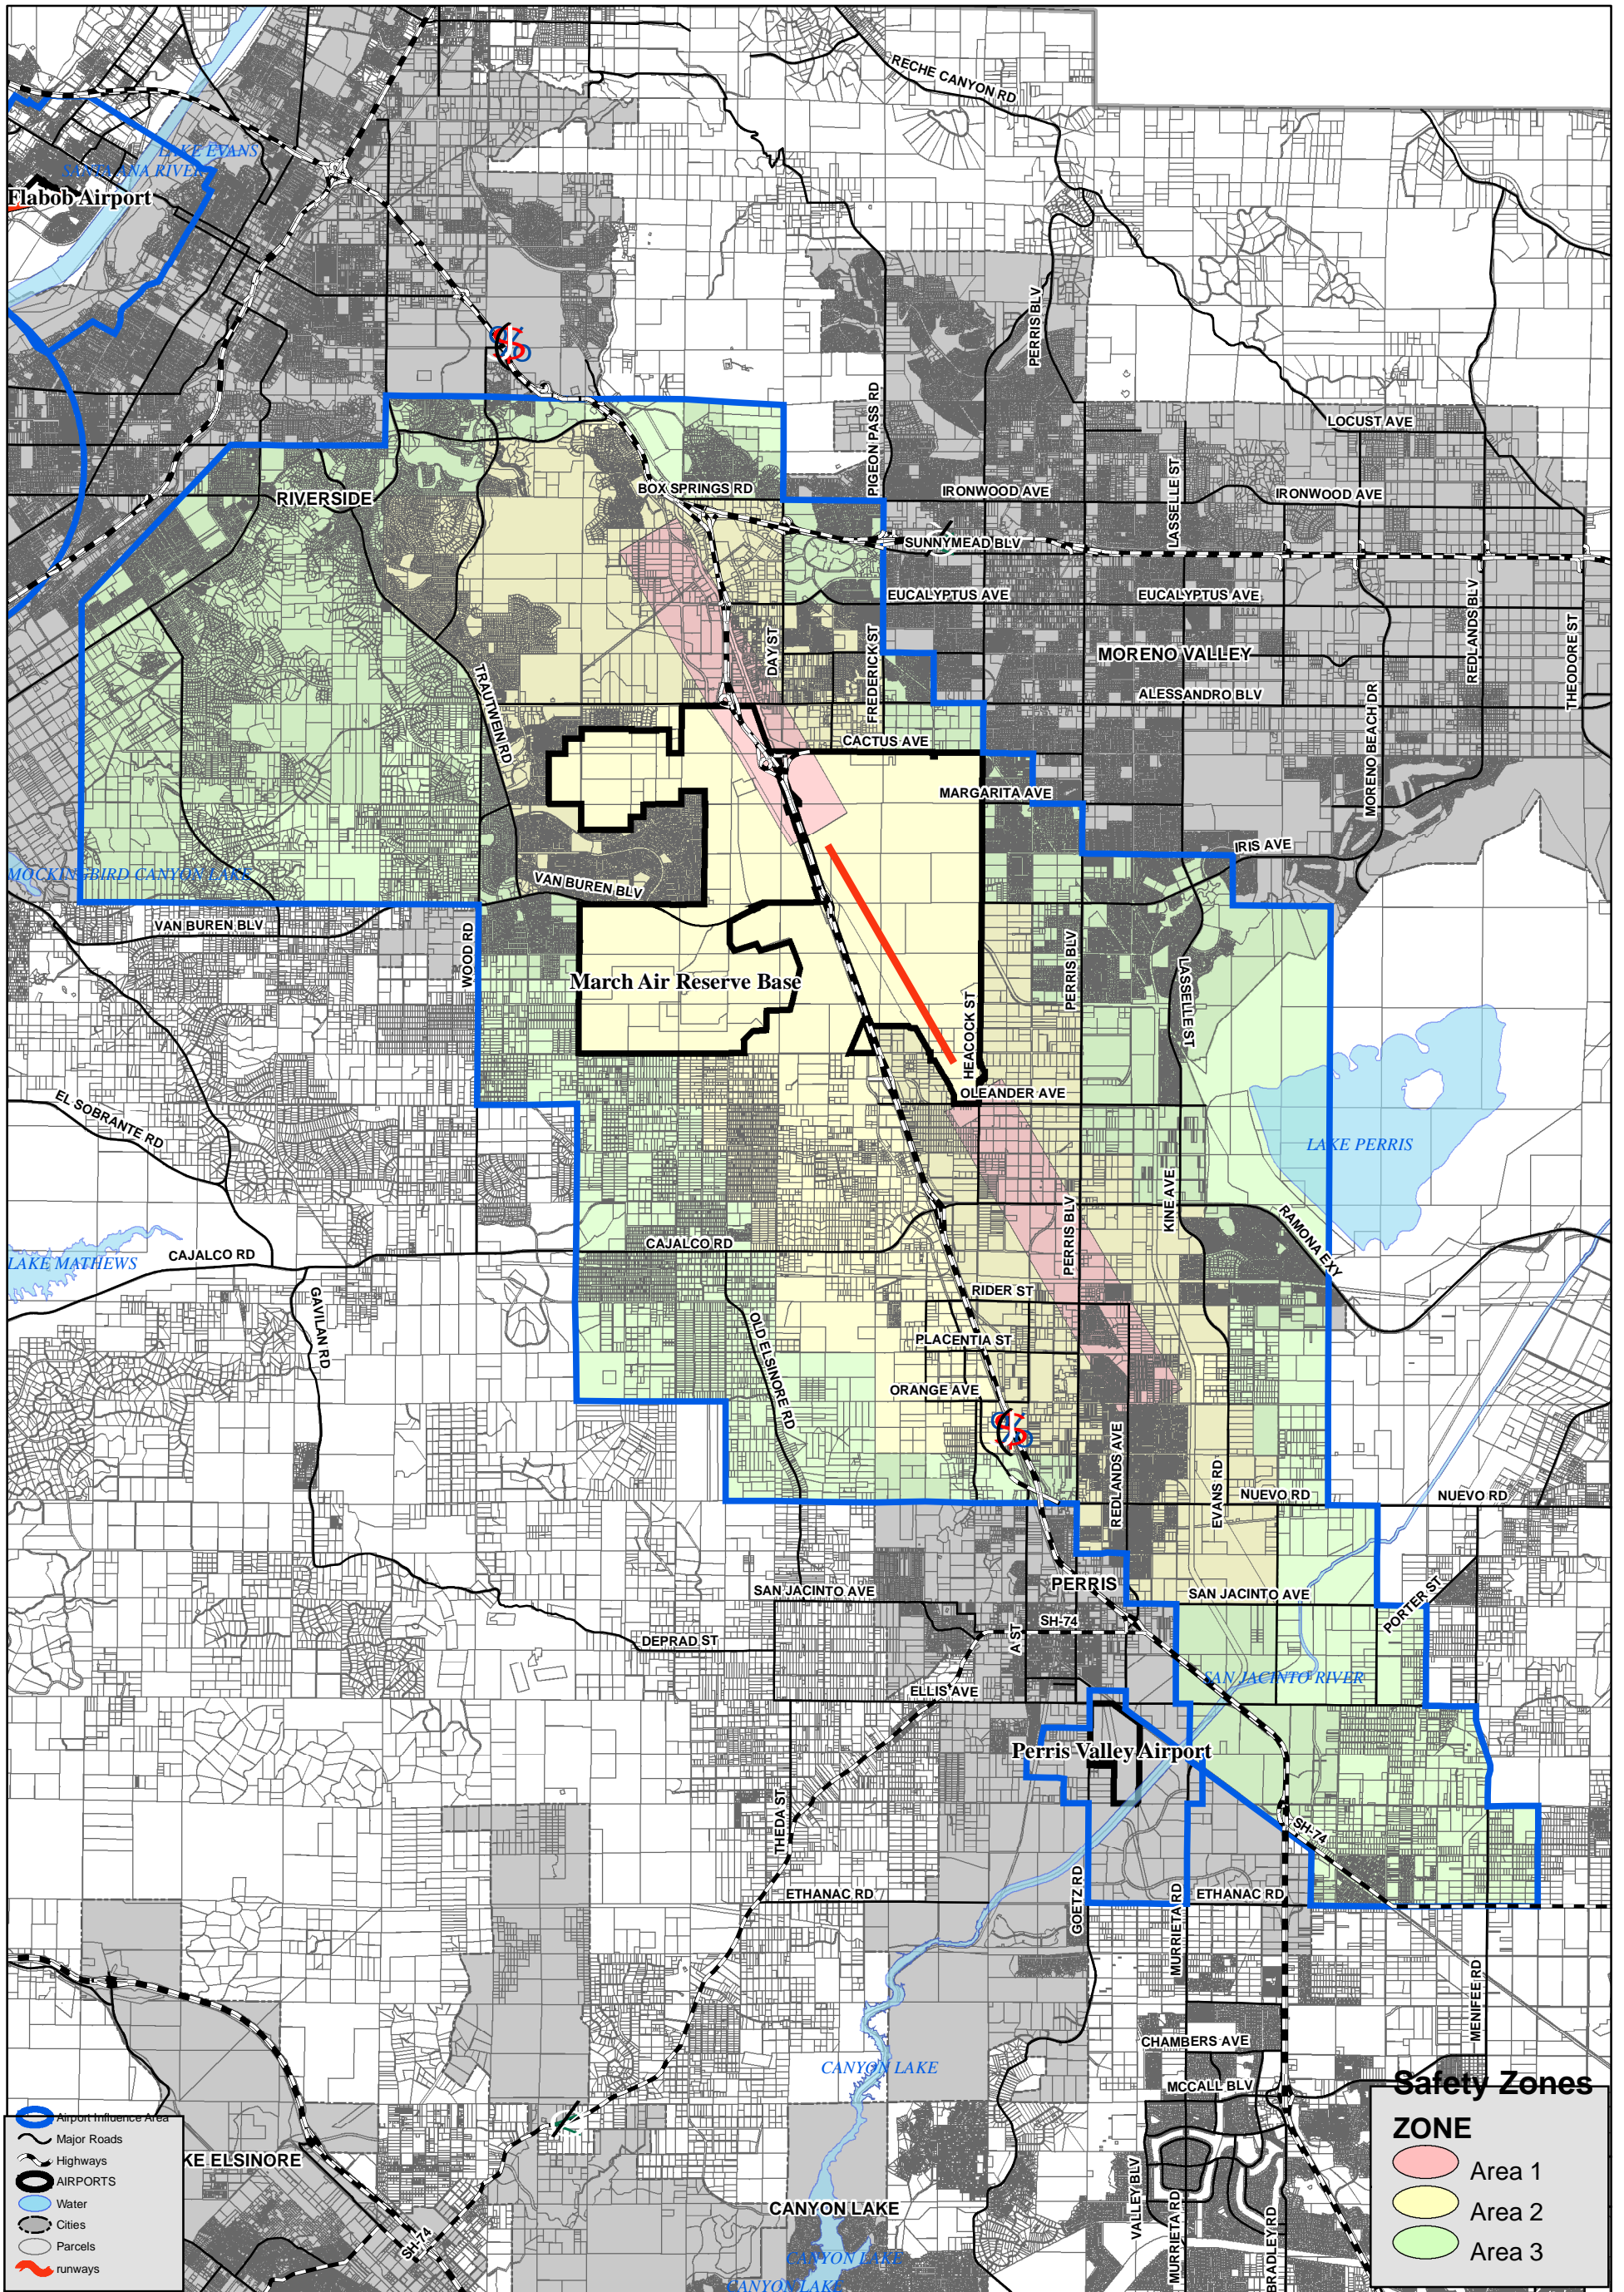 RECHE CANYON RD
LAKE EVANS
SANTA ANA RIVER
Flabob Airport
PERRIS BLV
PIGEON PASS RD
LOCUST AVE
LASSELLE ST
BOX SPRINGS RD
IRONWOOD AVE
IRONWOOD AVE
RIVERSIDE
SUNNYMEAD BLV
EUCALYPTUS AVE
EUCALYPTUS AVE
REDLANDS BLV
THEODORE ST
DAY ST
FREDERICK ST
MORENO VALLEY
TRAUTWEIN RD
ALESSANDRO BLV
MORENO BEACH DR
CACTUS AVE
MARGARITA AVE
IRIS AVE
MOCKINGBIRD CANYON LAKE
VAN BUREN BLV
VAN BUREN BLV
WOOD RD
PERRIS BLV
LASSELLE ST
March Air Reserve Base
HEACOCK ST
OLEANDER AVE
EL SOBRANTE RD
LAKE PERRIS
KINE AVE
PERRIS BLV
RAMONA EXY
CAJALCO RD
CAJALCO RD
LAKE MATHEWS
RIDER ST
GAVILAN RD
OLD ELSINORE RD
PLACENTIA ST
ORANGE AVE
REDLANDS AVE
EVANS RD
NUEVO RD
NUEVO RD
PERRIS
SAN JACINTO AVE
SAN JACINTO AVE
PORTER ST
SH-74
A ST
DEPRAD ST
SAN JACINTO RIVER
ELLIS AVE
Perris Valley Airport
THEDA ST
SH-74
ETHANAC RD
ETHANAC RD
GOETZ RD
MURRIETA RD
MENIFEE RD
CHAMBERS AVE
CANYON LAKE
MCCALL BLV
KE ELSINORE
CANYON LAKE
VALLEY BLV
MURRIETA RD
BRADLEY RD
SH-74
CANYON LAKE
CANYON LAKE
Airport Influence Area
Major Roads
Highways
AIRPORTS
Water
Cities
Parcels
runways
Safety Zones
ZONE
Area 1
Area 2
Area 3